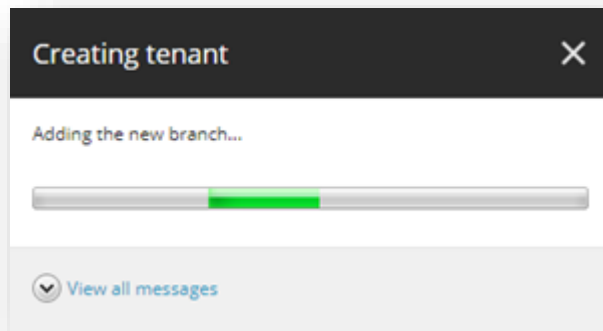 Creating tenant
Adding the new branch...
View all messages